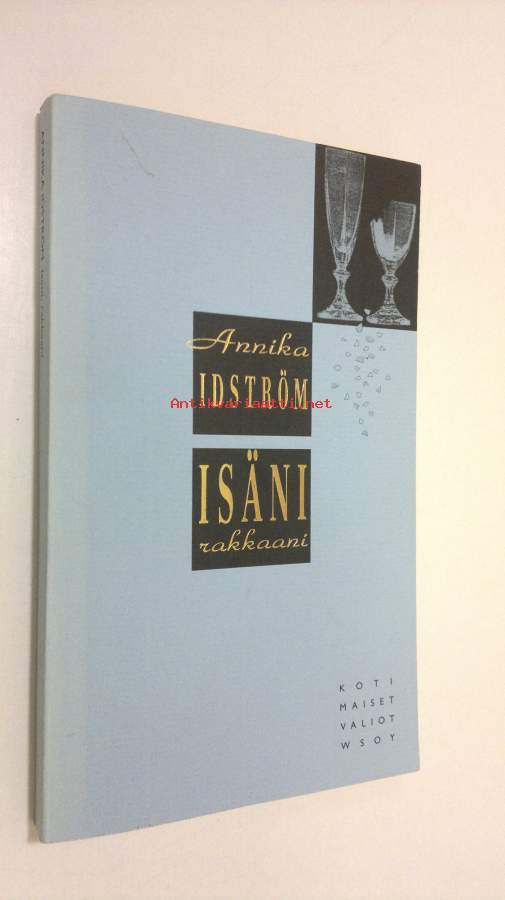 Annika
IDSTRÖM
Antikvariaatti.net
ISÄNI
rakkaani
KOTI
MAISET
VALIOT
WSOY